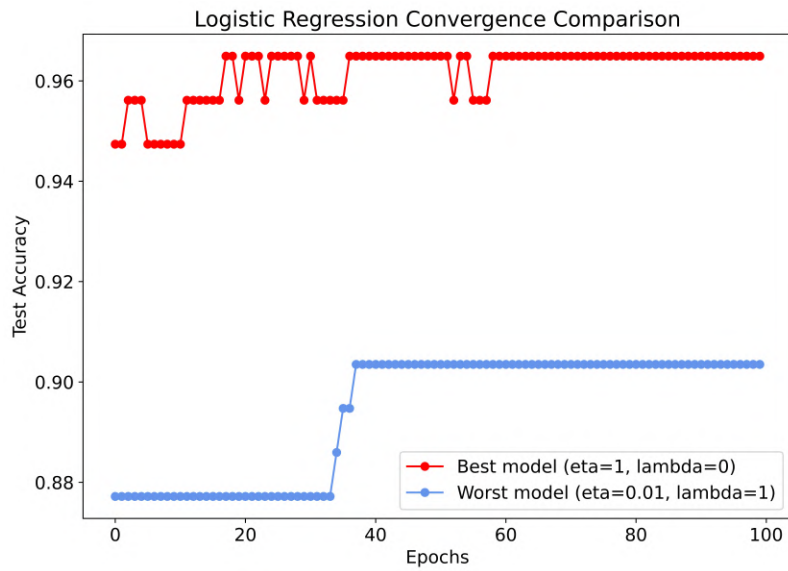 Logistic Regression Convergence Comparison
Test Accuracy
0.96
0.94
0.92
0.90
0.88
Best model (eta=1, lambda=0)
Worst model (eta=0.01, lambda=1)
0 20 40 60 80 100
Epochs